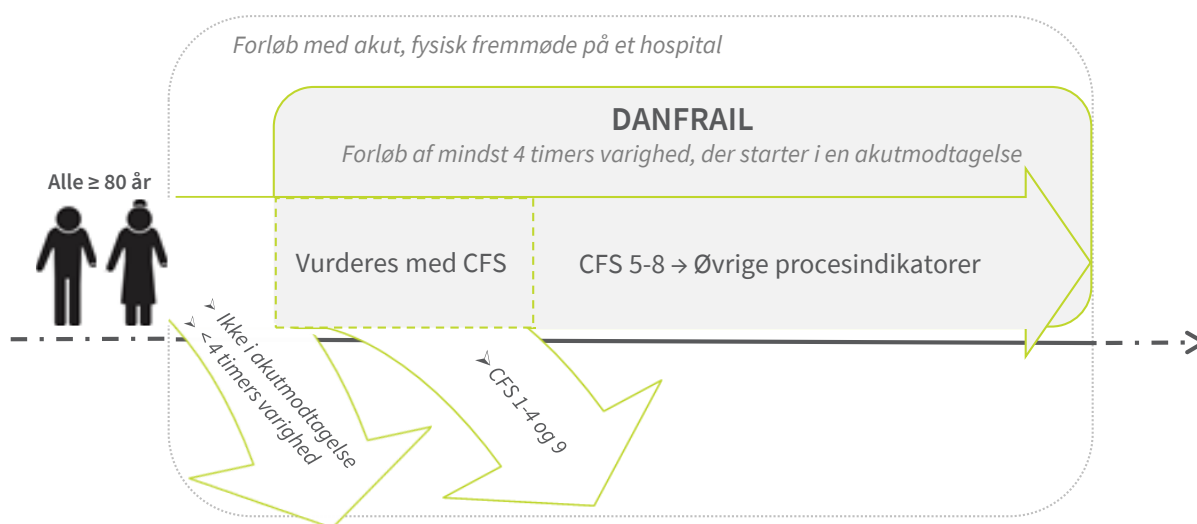 Forløb med akut, fysisk fremmøde på et hospital
DANFRAIL
Forløb af mindst 4 timers varighed, der starter i en akutmodtagelse
Alle ≥ 80 år
Vurderes med CFS
CFS 5-8 → Øvrige procesindikatorer
➢ Ikke i akutmodtagelse
➢ < 4 timers varighed
➢ CFS 1-4 og 9